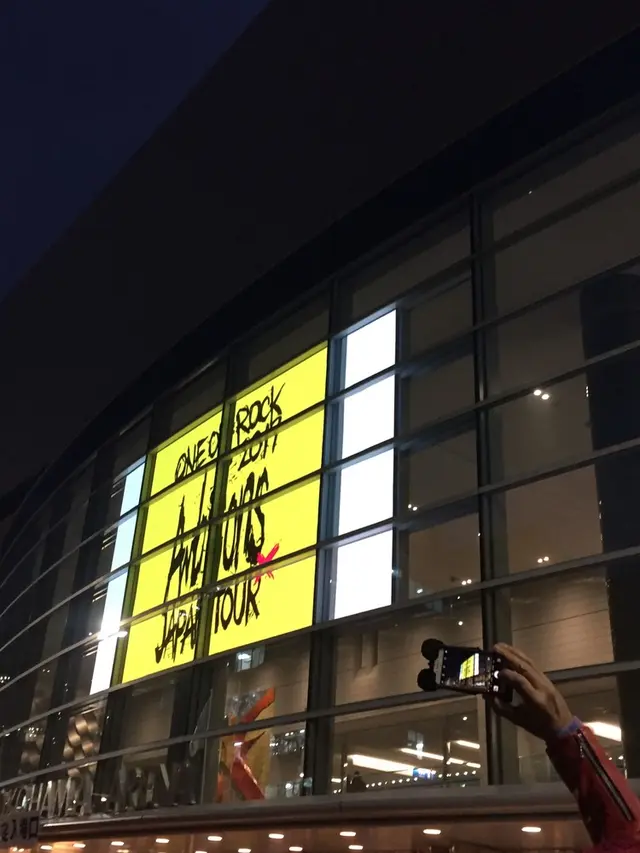 ONE OK ROCK
2017
Ambitions
JAPAN TOUR